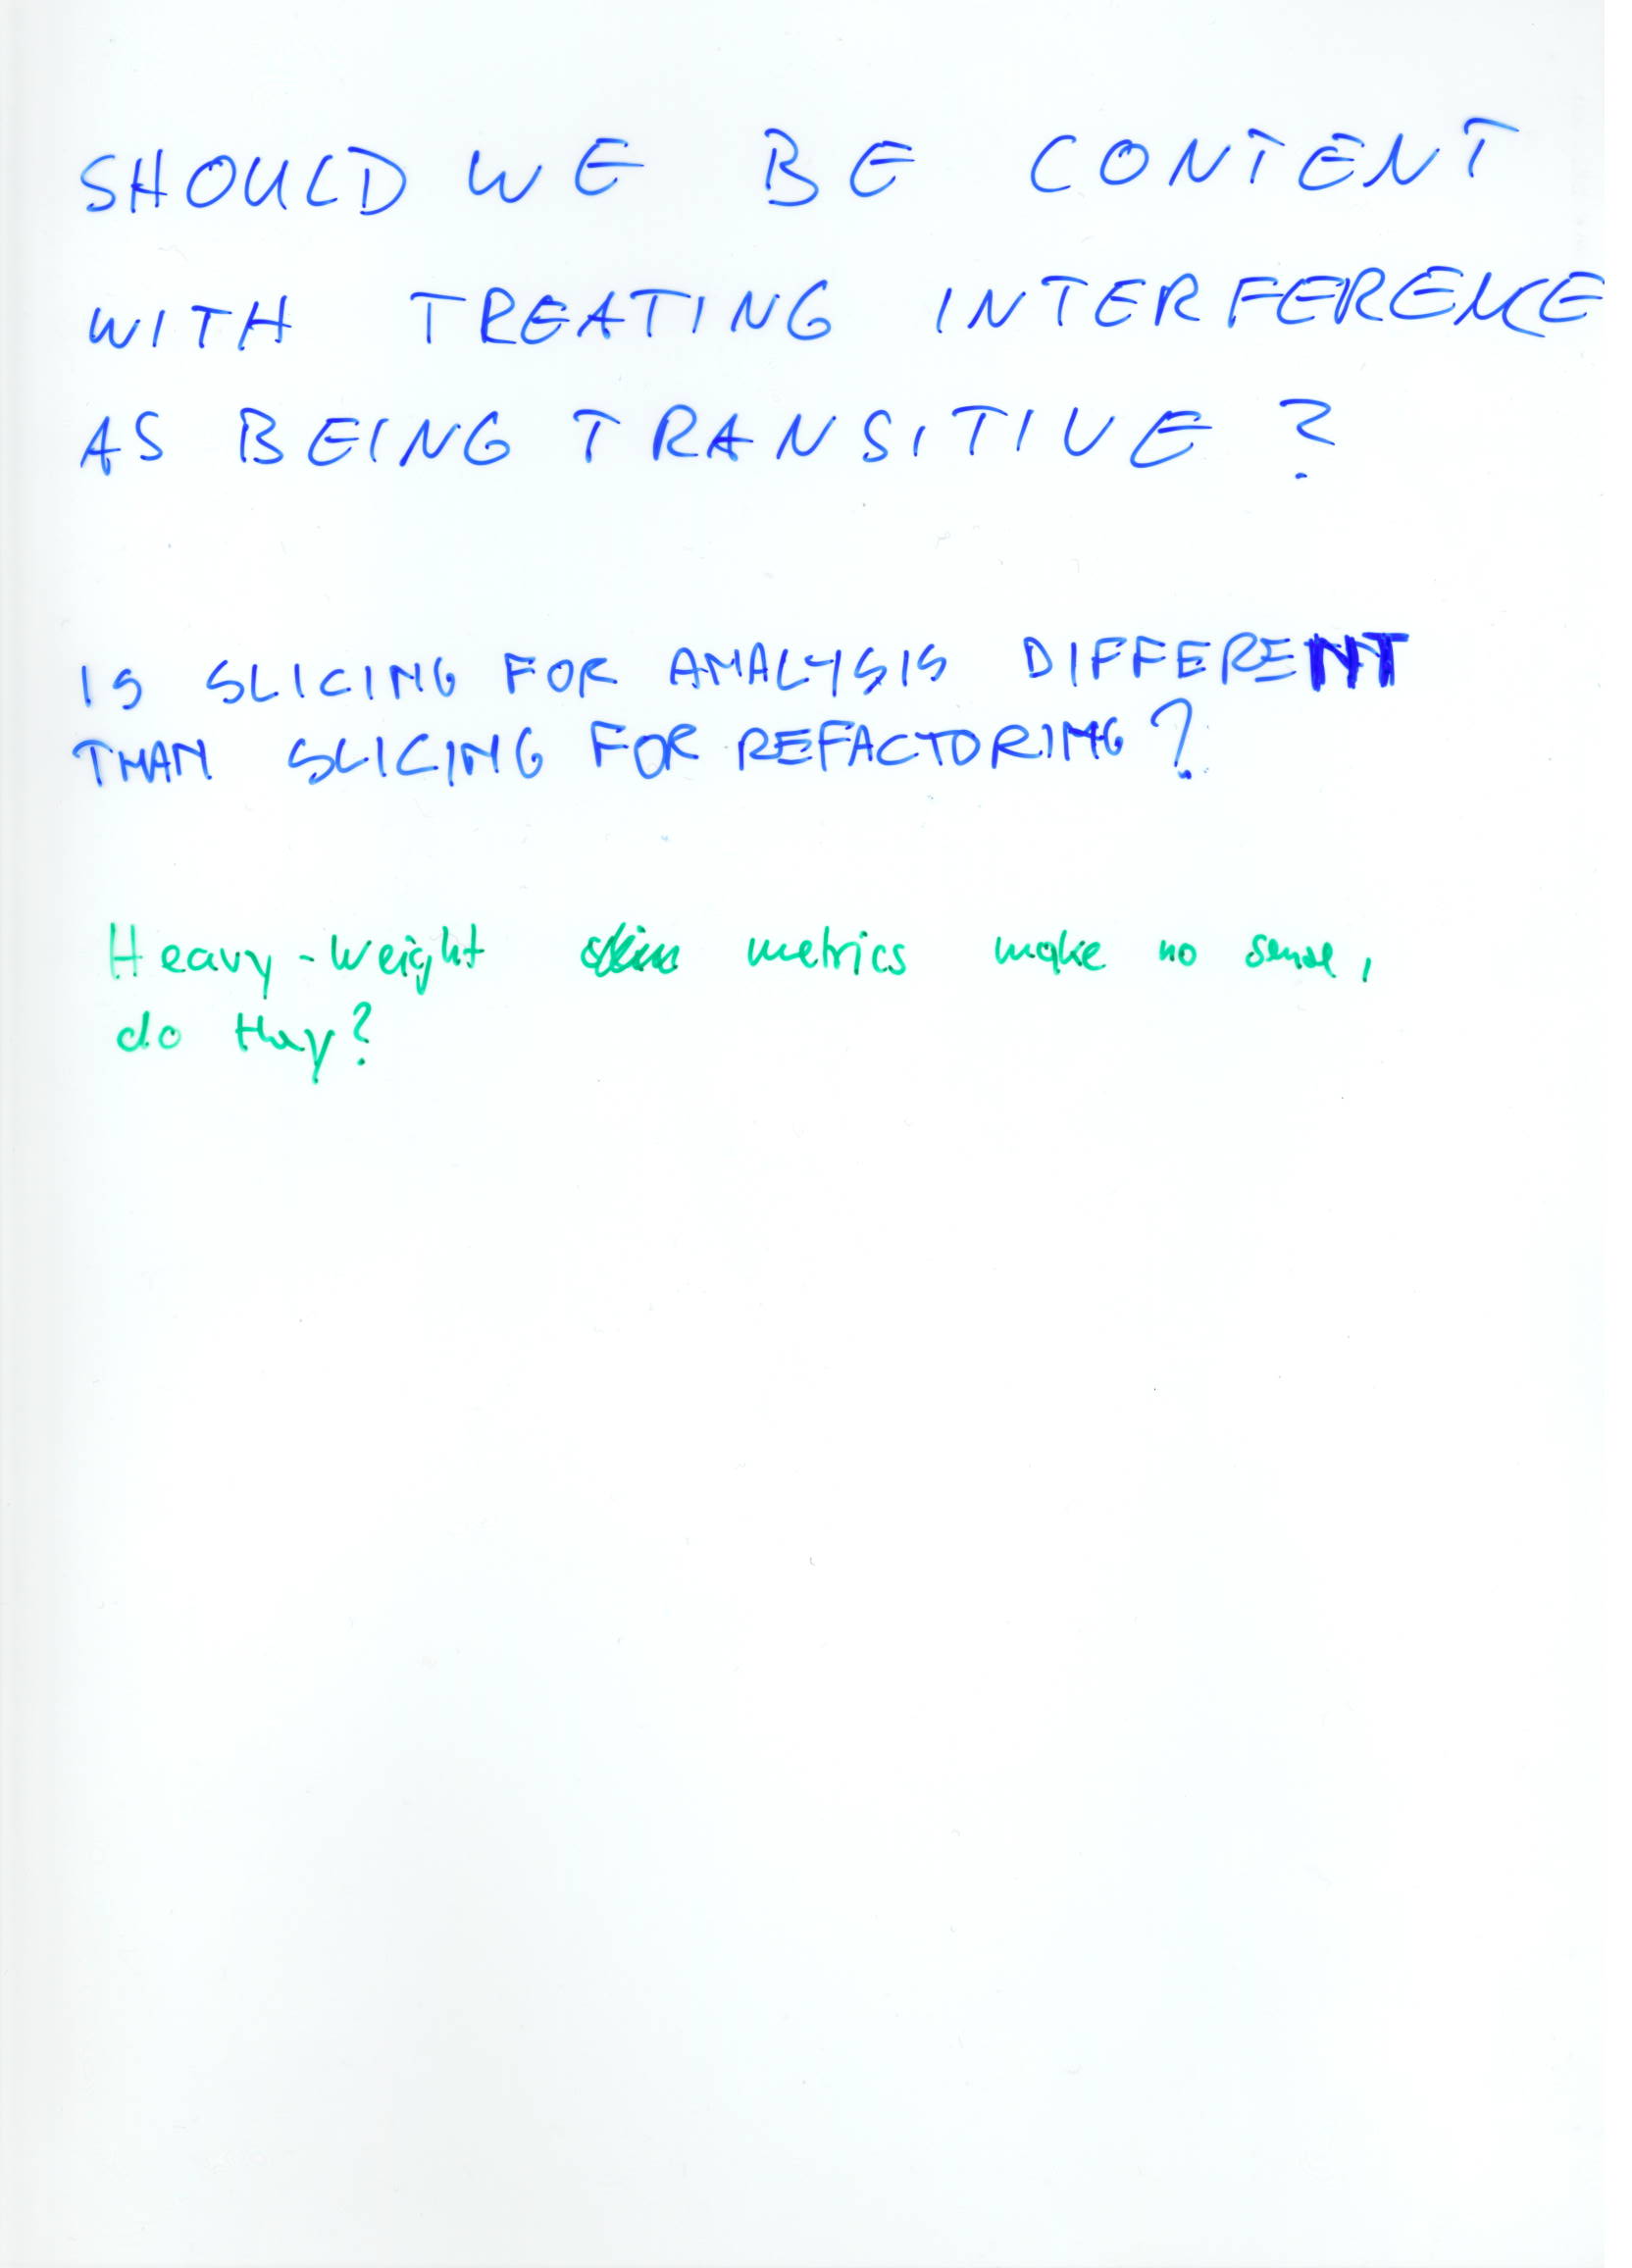 SHOULD WE BE CONTENT
WITH TREATING INTERFERENCE
AS BEING TRANSITIVE ?
IS SLICING FOR ANALYSIS DIFFERENT
THAN SLICING FOR REFACTORING ?
Heavy-weight metrics make no sense,
do they?